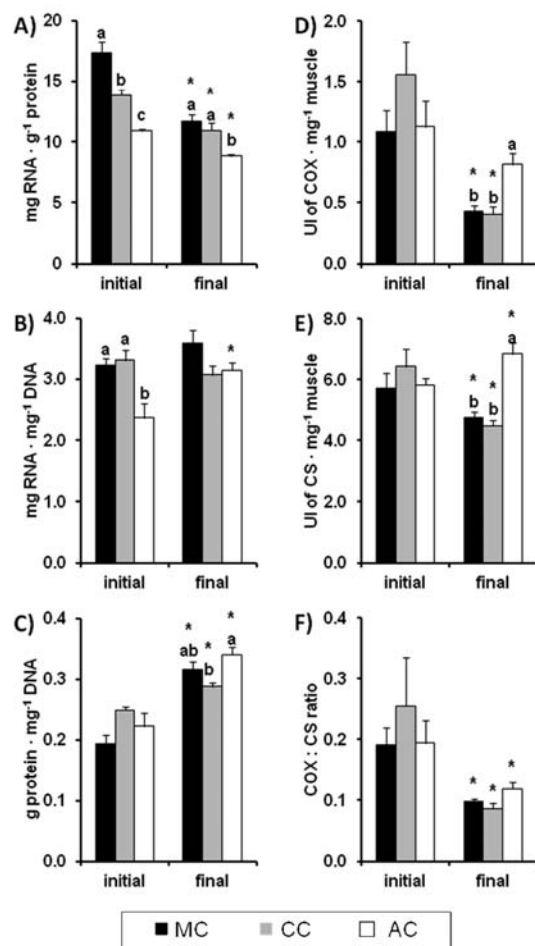 A)
mg RNA · g⁻¹ protein
20
15
10
5
0
a
b
c
* * *
a a b
initial final
B)
mg RNA · mg⁻¹ DNA
4.0
3.0
2.0
1.0
0.0
a a
b
*
initial final
C)
g protein · mg⁻¹ DNA
0.4
0.3
0.2
0.1
0.0
* * *
ab b a
initial final
D)
UI of COX · mg⁻¹ muscle
2.0
1.5
1.0
0.5
0.0
* *
b b a
initial final
E)
UI of CS · mg⁻¹ muscle
8.0
6.0
4.0
2.0
0.0
* * *
b b a
initial final
F)
COX : CS ratio
0.4
0.3
0.2
0.1
0.0
* * *
initial final
MC CC AC